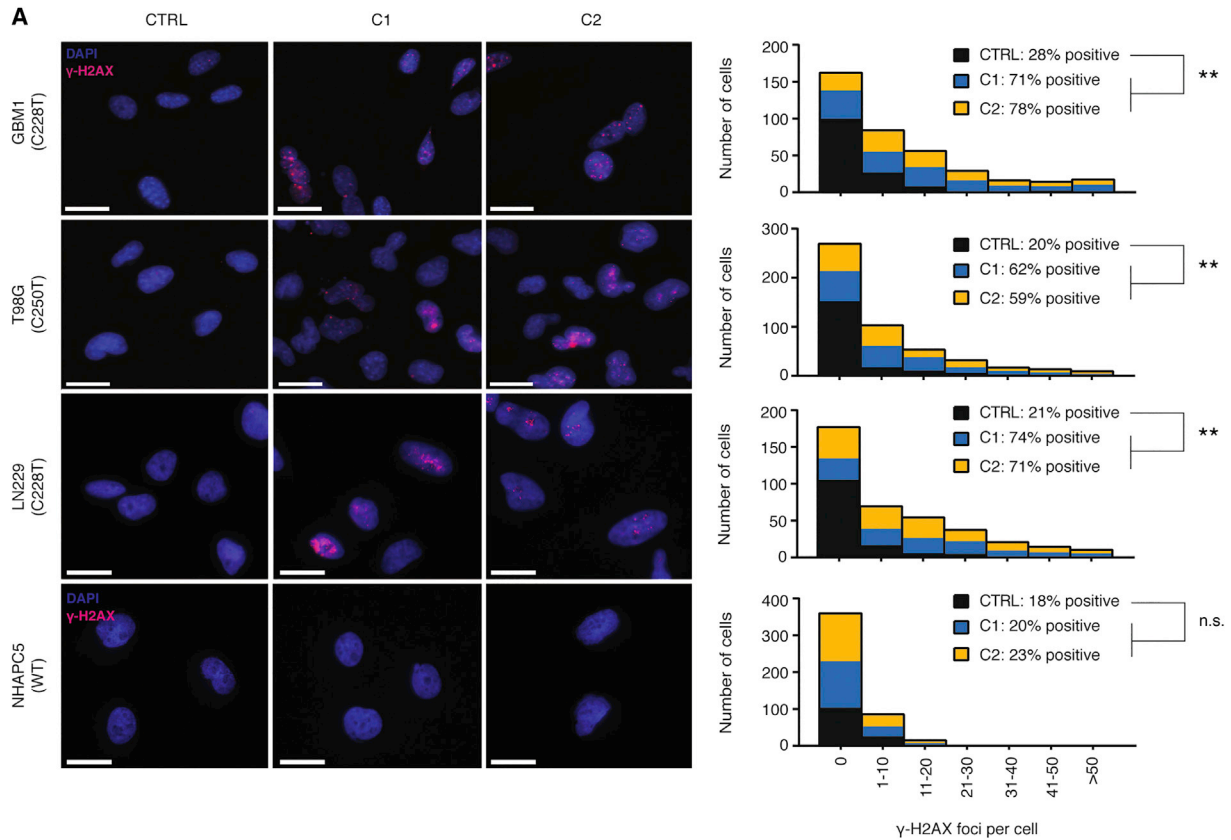 A
CTRL
C1
C2
GBM1
(C228T)
DAPI
γ-H2AX
T98G
(C250T)
LN229
(C228T)
NHAPC5
(WT)
DAPI
γ-H2AX
Number of cells
200
150
100
50
0
CTRL: 28% positive
C1: 71% positive
C2: 78% positive
**
Number of cells
300
200
100
0
CTRL: 20% positive
C1: 62% positive
C2: 59% positive
**
Number of cells
200
150
100
50
0
CTRL: 21% positive
C1: 74% positive
C2: 71% positive
**
Number of cells
400
300
200
100
0
CTRL: 18% positive
C1: 20% positive
C2: 23% positive
n.s.
0
1-10
11-20
21-30
31-40
41-50
>50
γ-H2AX foci per cell